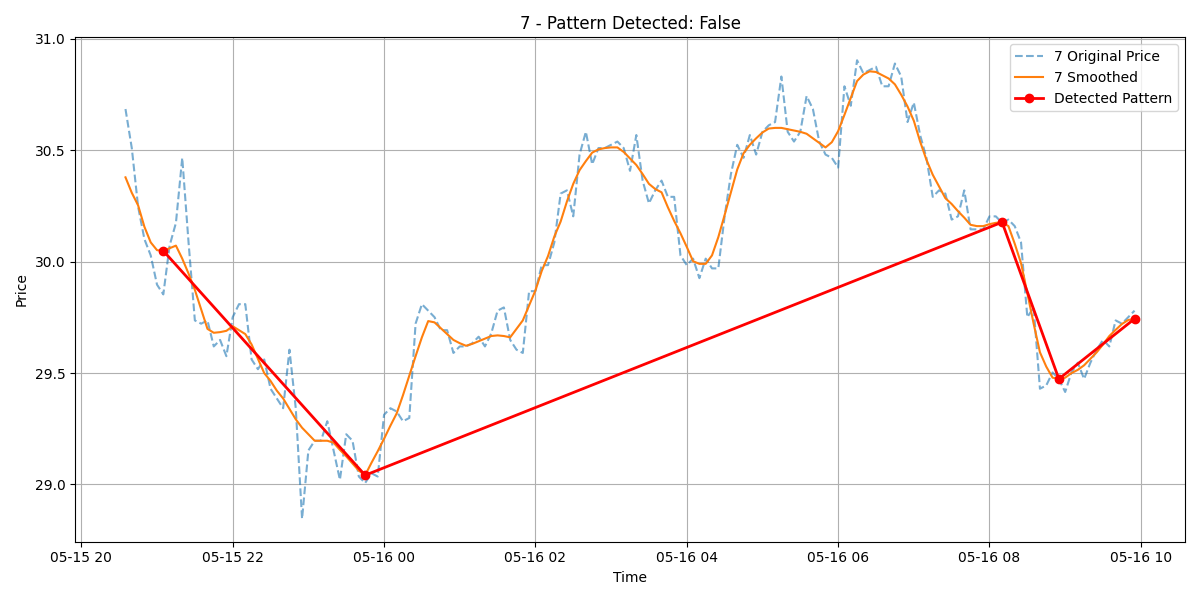 7 - Pattern Detected: False
7 Original Price
7 Smoothed
Detected Pattern
Price
31.0
30.5
30.0
29.5
29.0
05-15 20
05-15 22
05-16 00
05-16 02
05-16 04
05-16 06
05-16 08
05-16 10
Time